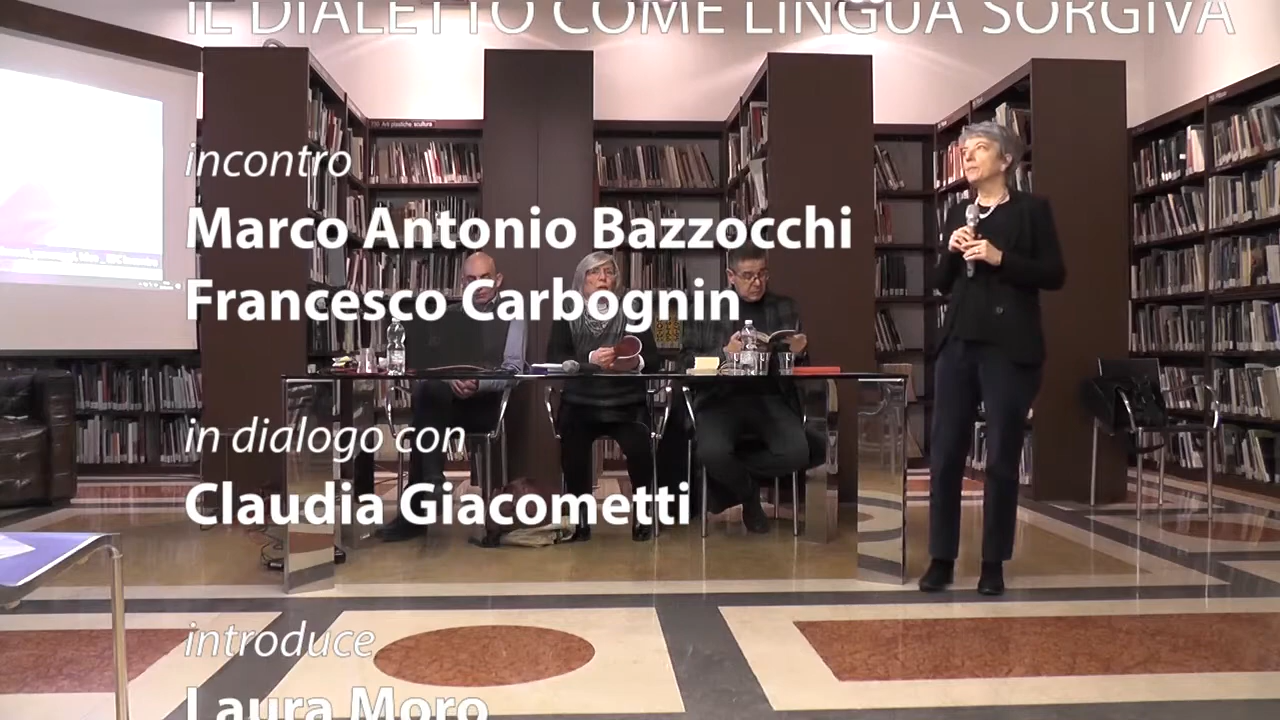 IL DIALETTO COME LINGUA SORGIVA
incontro
Marco Antonio Bazzocchi
Francesco Carbognin
in dialogo con
Claudia Giacometti
introduce
Laura Moro